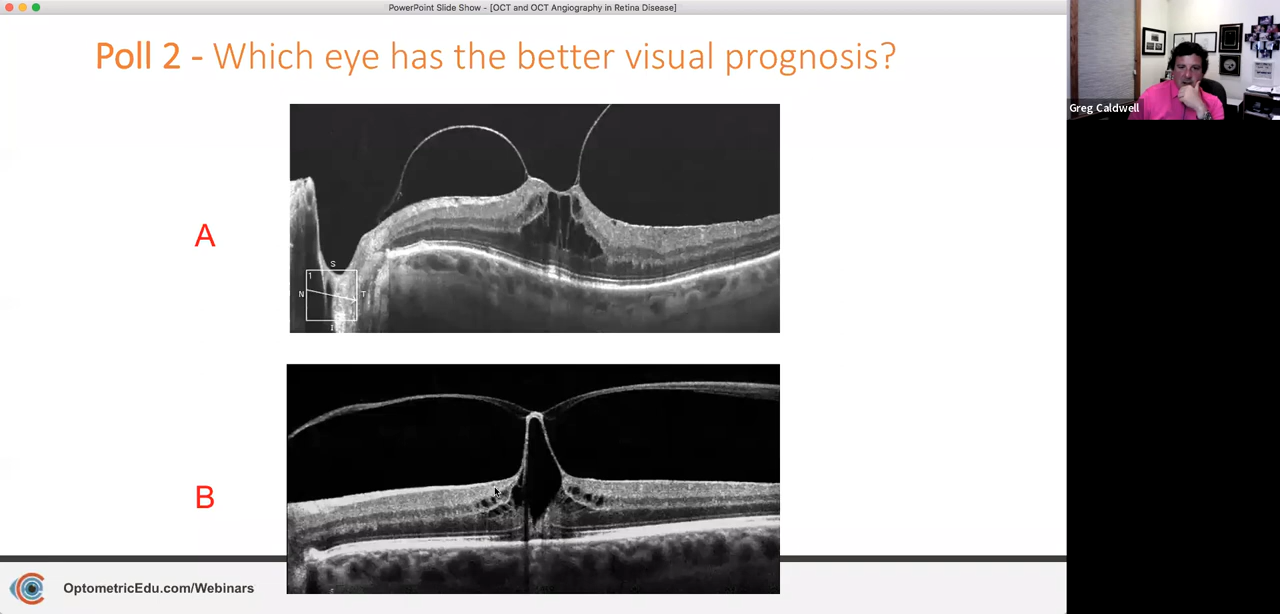 PowerPoint Slide Show - [OCT and OCT Angiography in Retina Disease]
Poll 2 - Which eye has the better visual prognosis?
Greg Caldwell
A
S
1
N
T
I
B
OptometricEdu.com/Webinars